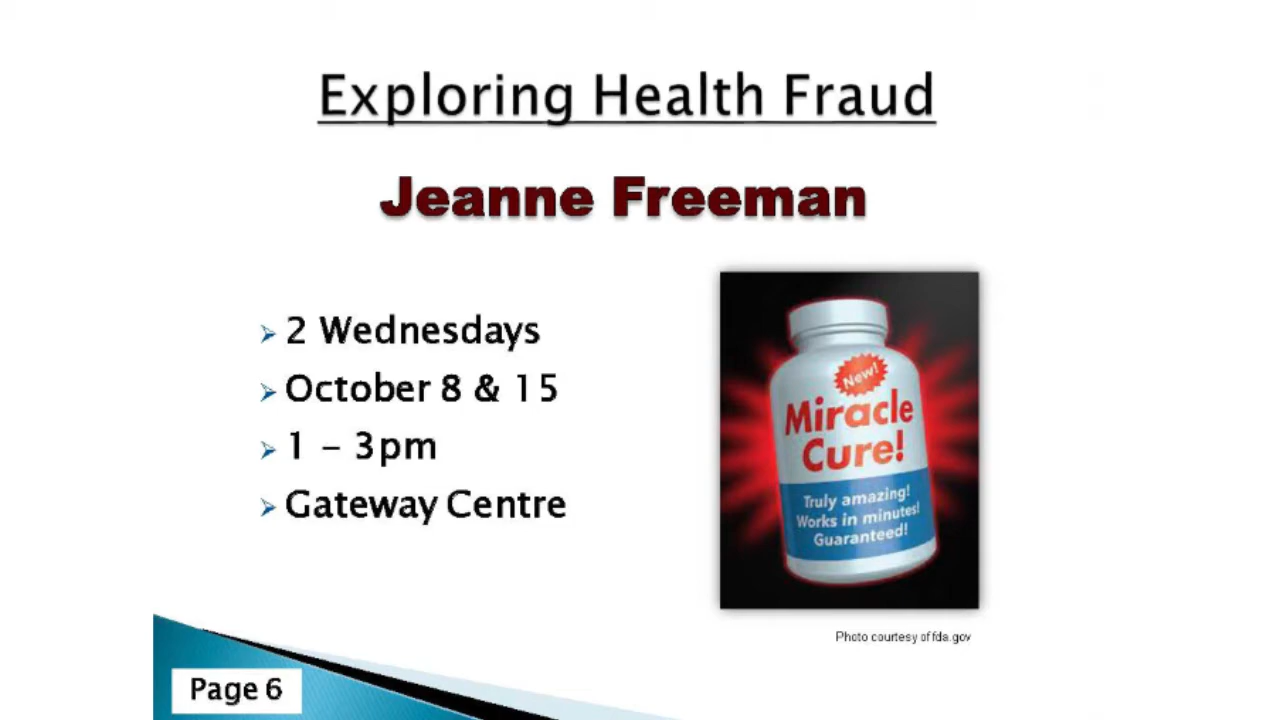 Exploring Health Fraud
Jeanne Freeman
2 Wednesdays
October 8 & 15
1 – 3pm
Gateway Centre
New!
Miracle
Cure!
Truly amazing!
Works in minutes!
Guaranteed!
Photo courtesy of fda.gov
Page 6